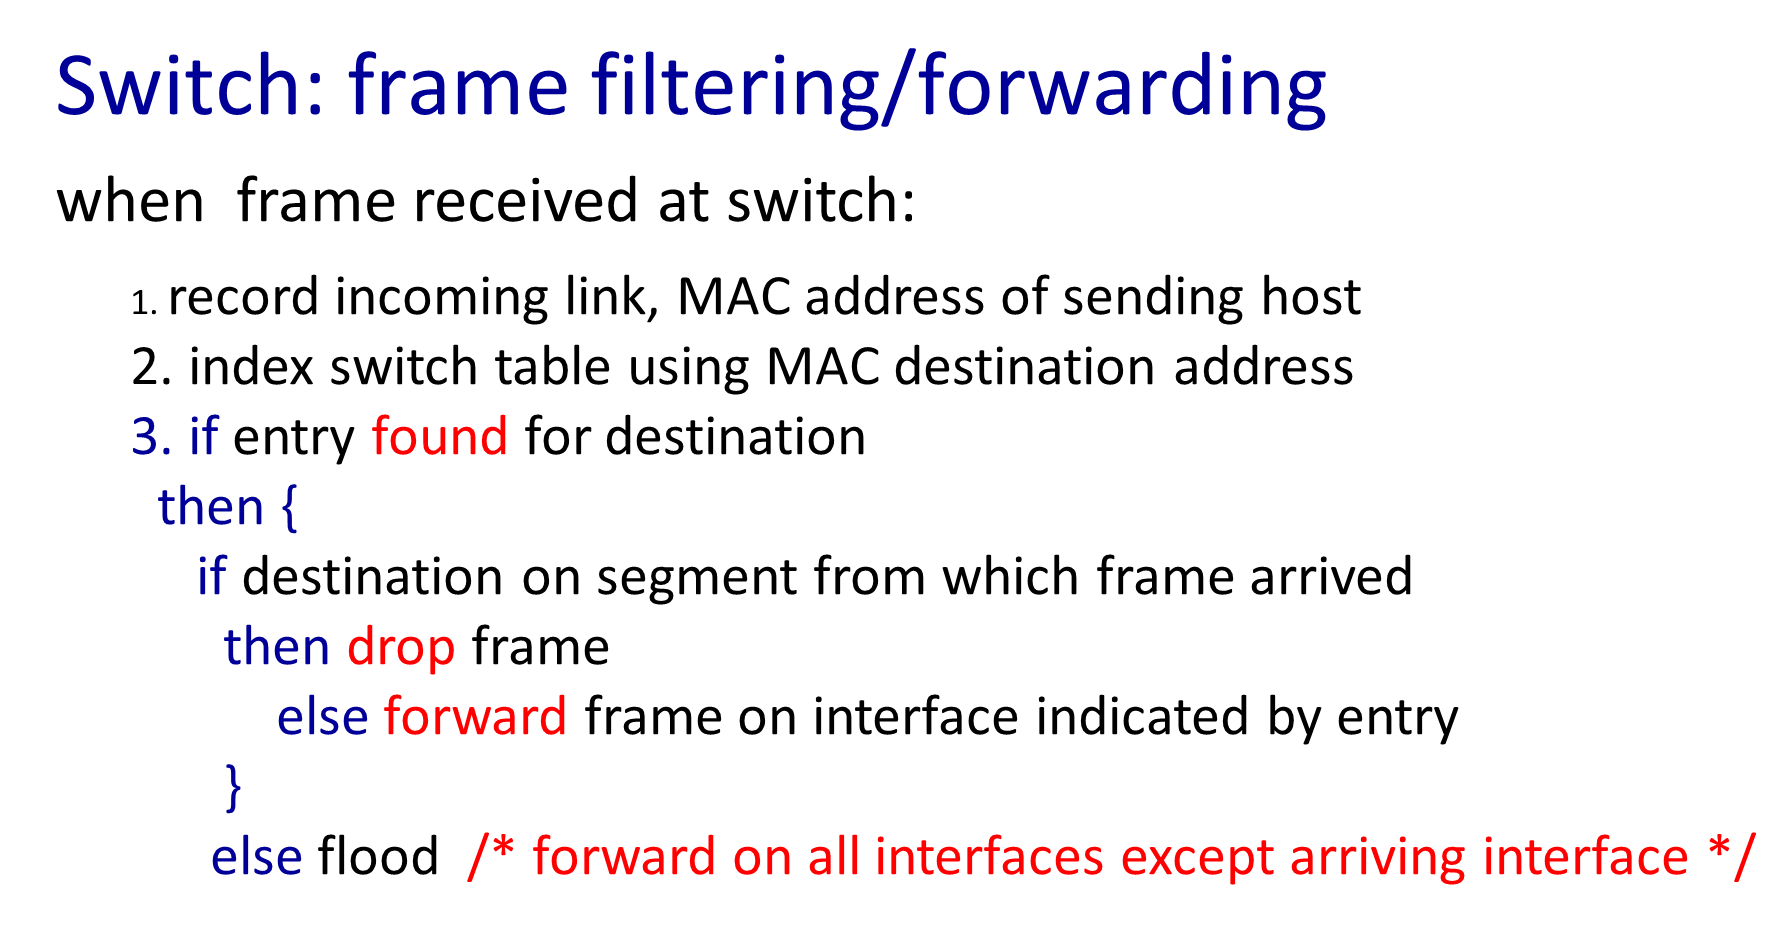 Switch: frame filtering/forwarding
when  frame received at switch:
1. record incoming link, MAC address of sending host
2. index switch table using MAC destination address
3. if entry found for destination
then {
if destination on segment from which frame arrived
then drop frame
else forward frame on interface indicated by entry
}
else flood  /* forward on all interfaces except arriving interface */